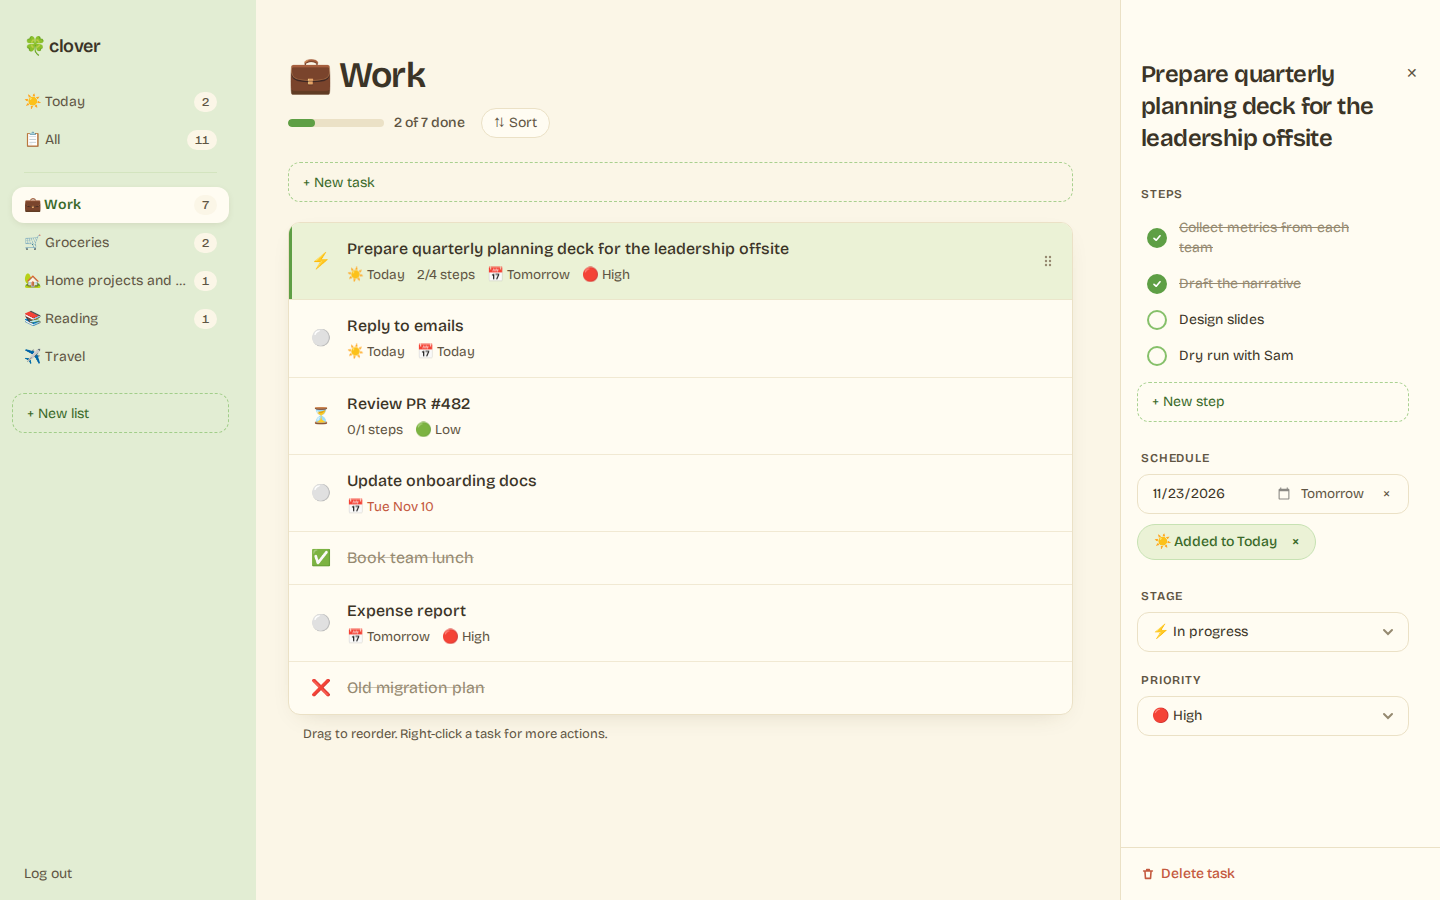 clover
Today 2
All 11
Work 7
Groceries 2
Home projects and ... 1
Reading 1
Travel
+ New list
Log out
Work
2 of 7 done
Sort
+ New task
Prepare quarterly planning deck for the leadership offsite
Today 2/4 steps Tomorrow High
Reply to emails
Today Today
Review PR #482
0/1 steps Low
Update onboarding docs
Tue Nov 10
Book team lunch
Expense report
Tomorrow High
Old migration plan
Drag to reorder. Right-click a task for more actions.
Prepare quarterly
planning deck for the
leadership offsite
STEPS
Collect metrics from each
team
Draft the narrative
Design slides
Dry run with Sam
+ New step
SCHEDULE
11/23/2026 Tomorrow ×
Added to Today ×
STAGE
In progress
PRIORITY
High
Delete task